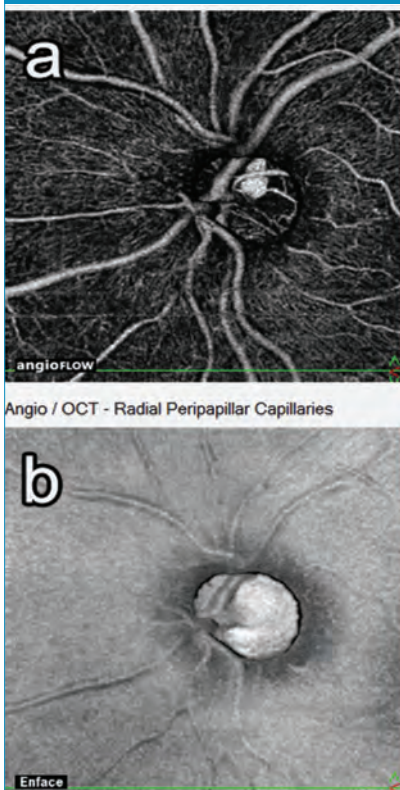 a
angioFLOW
Angio / OCT - Radial Peripapillar Capillaries
b
Enface